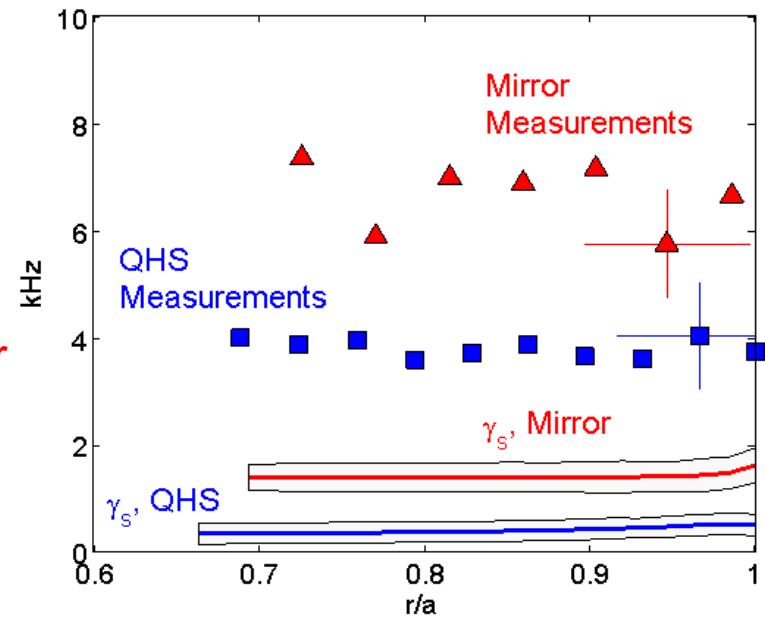 10
8
6
4
2
0
kHz
Mirror
Measurements
QHS
Measurements
r
γs, Mirror
γs, QHS
0.6
0.7
0.8
0.9
1
r/a